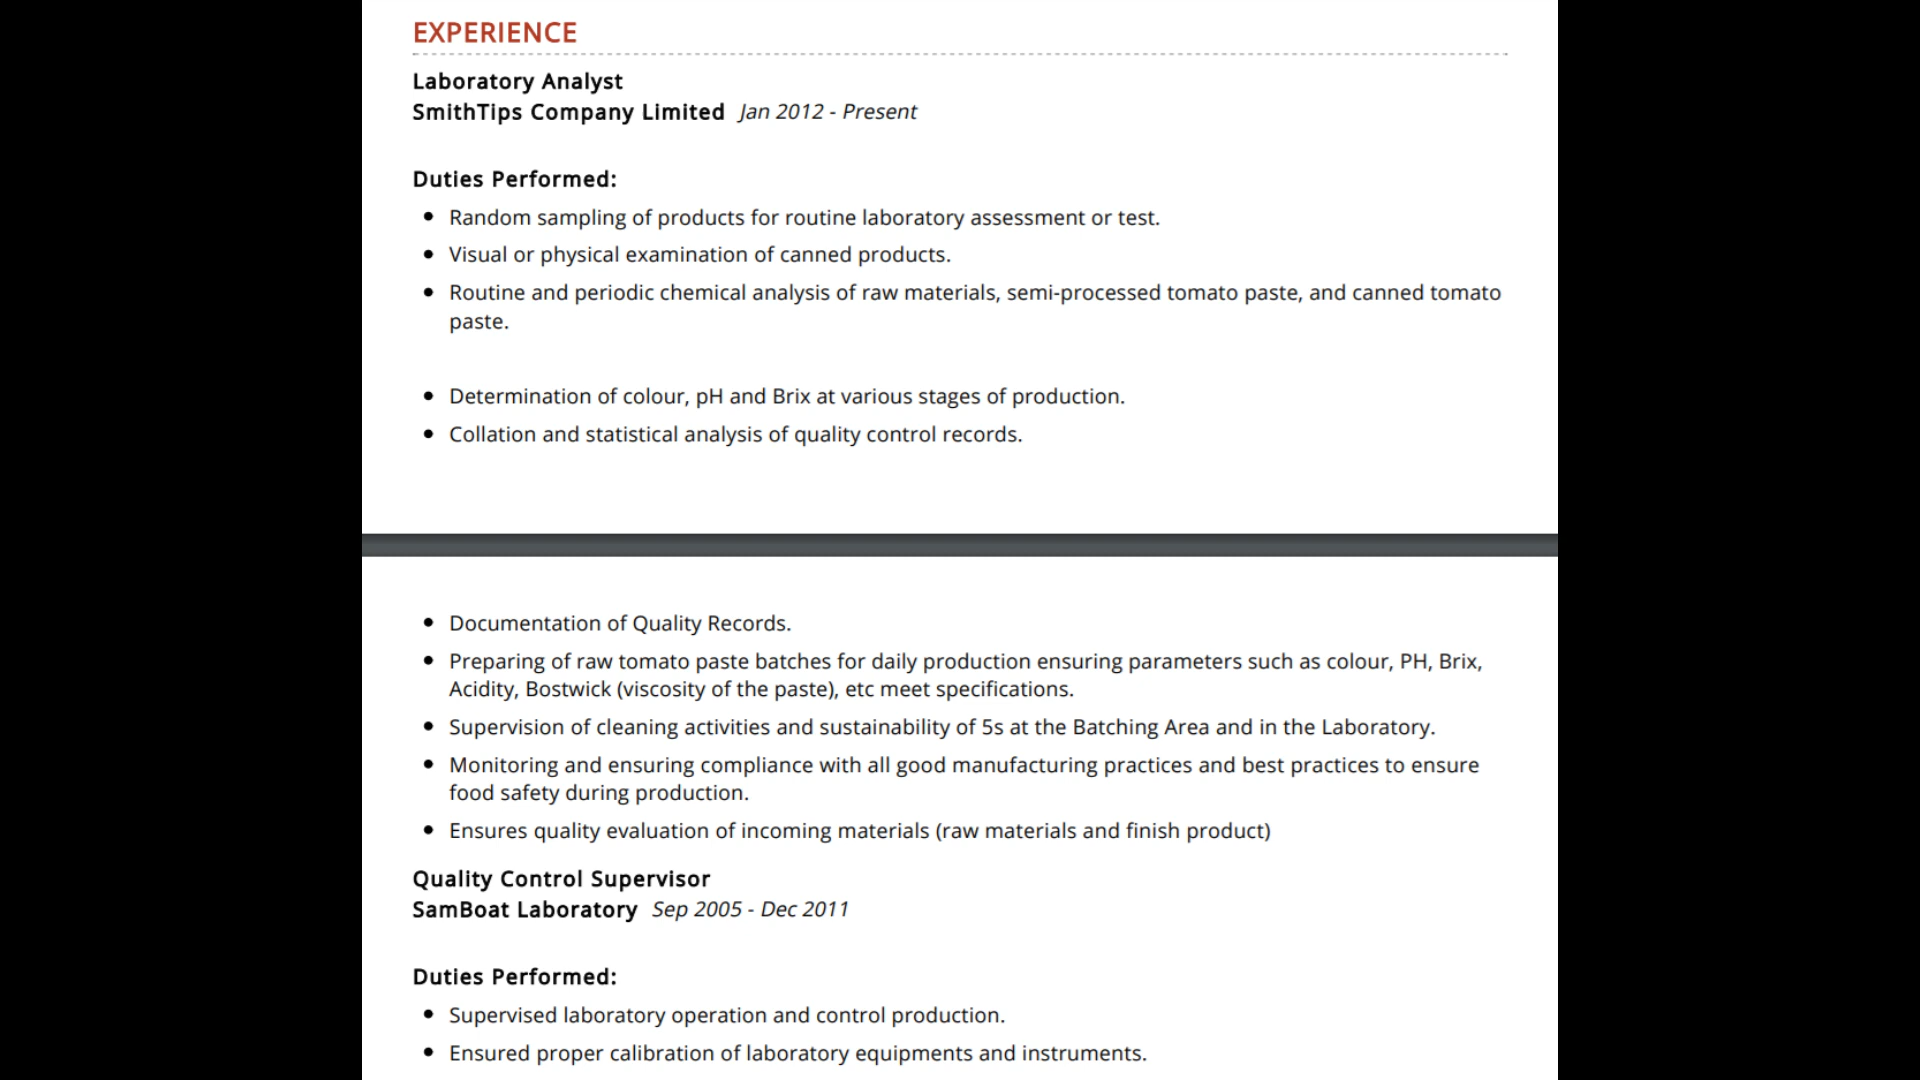 EXPERIENCE
Laboratory Analyst
SmithTips Company Limited Jan 2012 - Present
Duties Performed:
• Random sampling of products for routine laboratory assessment or test.
• Visual or physical examination of canned products.
• Routine and periodic chemical analysis of raw materials, semi-processed tomato paste, and canned tomato
paste.
• Determination of colour, pH and Brix at various stages of production.
• Collation and statistical analysis of quality control records.
• Documentation of Quality Records.
• Preparing of raw tomato paste batches for daily production ensuring parameters such as colour, PH, Brix,
Acidity, Bostwick (viscosity of the paste), etc meet specifications.
• Supervision of cleaning activities and sustainability of 5s at the Batching Area and in the Laboratory.
• Monitoring and ensuring compliance with all good manufacturing practices and best practices to ensure
food safety during production.
• Ensures quality evaluation of incoming materials (raw materials and finish product)
Quality Control Supervisor
SamBoat Laboratory Sep 2005 - Dec 2011
Duties Performed:
• Supervised laboratory operation and control production.
• Ensured proper calibration of laboratory equipments and instruments.